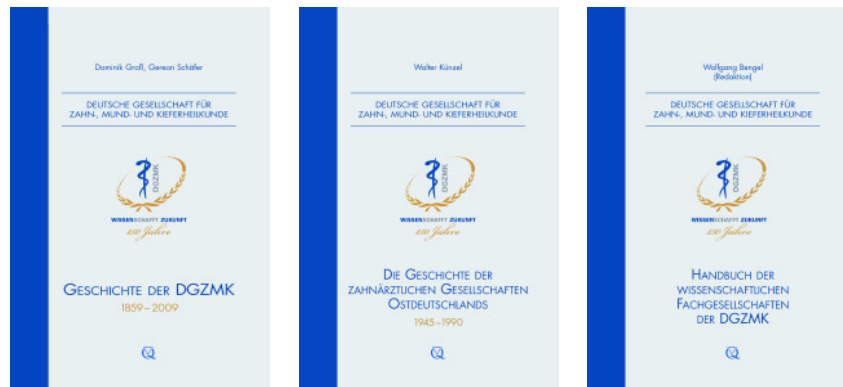 Dominik Groß, Gereon Schäfer
DEUTSCHE GESELLSCHAFT FÜR
ZAHN-, MUND- UND KIEFERHEILKUNDE
DGZMK
WISSENSCHAFFT ZUKUNFT
150 Jahre
GESCHICHTE DER DGZMK
1859–2009
Walter Künzel
DEUTSCHE GESELLSCHAFT FÜR
ZAHN-, MUND- UND KIEFERHEILKUNDE
DGZMK
WISSENSCHAFFT ZUKUNFT
150 Jahre
DIE GESCHICHTE DER
ZAHNÄRZTLICHEN GESELLSCHAFTEN
OSTDEUTSCHLANDS
1945–1990
Wolfgang Bengel
(Redaktion)
DEUTSCHE GESELLSCHAFT FÜR
ZAHN-, MUND- UND KIEFERHEILKUNDE
DGZMK
WISSENSCHAFFT ZUKUNFT
150 Jahre
HANDBUCH DER
WISSENSCHAFTLICHEN
FACHGESELLSCHAFTEN
DER DGZMK